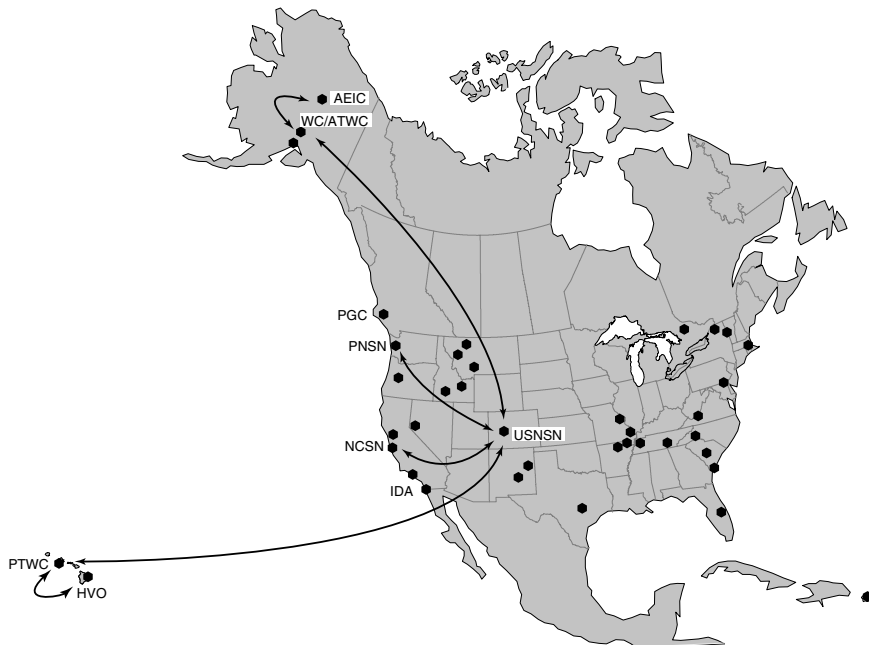 AEIC
WC/ATWC
PGC
PNSN
USNSN
NCSN
IDA
PTWC
HVO